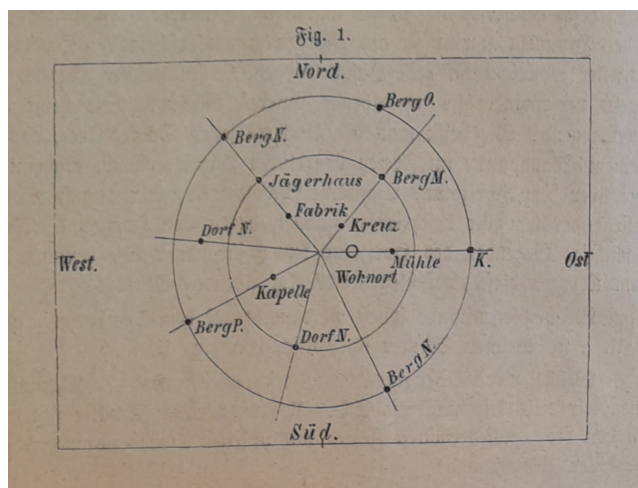 Fig. 1.
Nord.
Berg O.
Berg N.
Jägerhaus
Berg M.
Fabrik
Kreuz
Dorf N.
West.
Wohnort
Mühle
K.
Ost
Kapelle
Berg P.
Dorf N.
Berg N.
Süd.